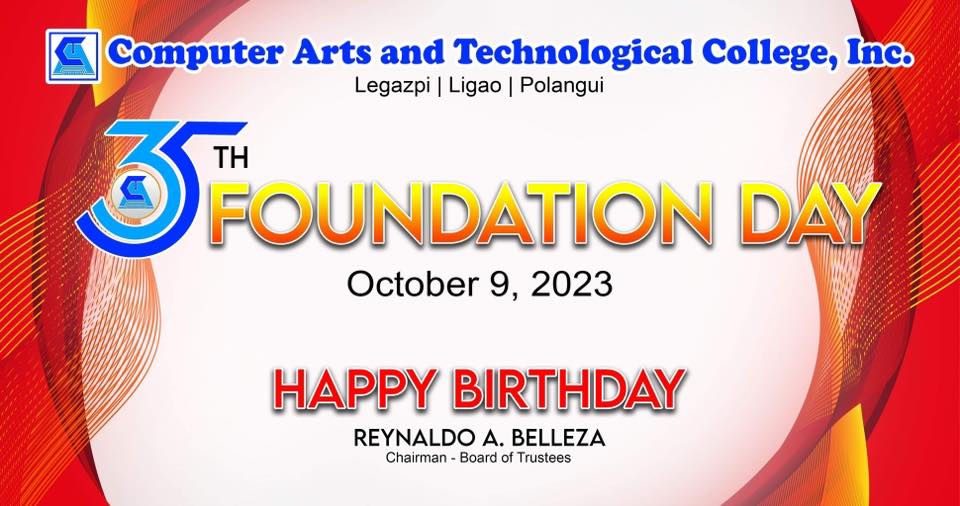 Computer Arts and Technological College, Inc.
Legazpi | Ligao | Polangui
35TH
FOUNDATION DAY
October 9, 2023
HAPPY BIRTHDAY
REYNALDO A. BELLEZA
Chairman - Board of Trustees